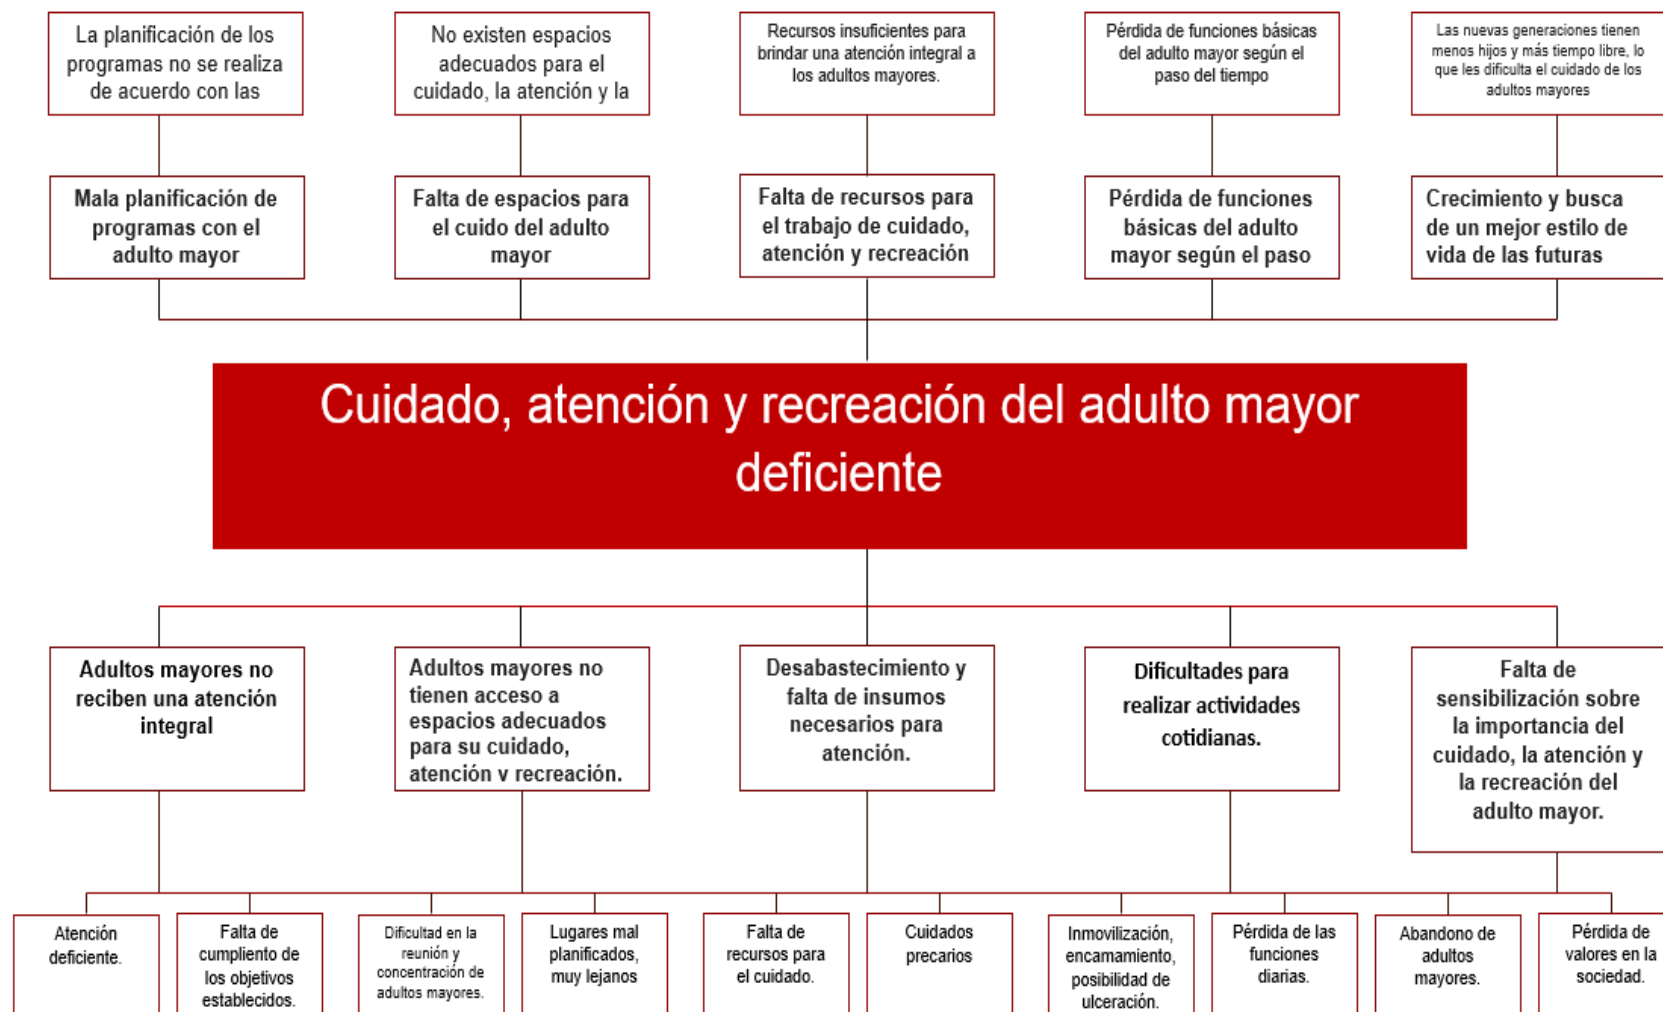 La planificación de los
programas no se realiza
de acuerdo con las
No existen espacios
adecuados para el
cuidado, la atención y la
Recursos insuficientes para
brindar una atención integral a
los adultos mayores.
Pérdida de funciones básicas
del adulto mayor según el
paso del tiempo
Las nuevas generaciones tienen
menos hijos y más tiempo libre, lo
que les dificulta el cuidado de los
adultos mayores
Mala planificación de
programas con el
adulto mayor
Falta de espacios para
el cuido del adulto
mayor
Falta de recursos para
el trabajo de cuidado,
atención y recreación
Pérdida de funciones
básicas del adulto
mayor según el paso
Crecimiento y busca
de un mejor estilo de
vida de las futuras
Cuidado, atención y recreación del adulto mayor
deficiente
Adultos mayores no
reciben una atención
integral
Adultos mayores no
tienen acceso a
espacios adecuados
para su cuidado,
atención y recreación.
Desabastecimiento y
falta de insumos
necesarios para
atención.
Dificultades para
realizar actividades
cotidianas.
Falta de
sensibilización sobre
la importancia del
cuidado, la atención y
la recreación del
adulto mayor.
Atención
deficiente.
Falta de
cumpliento de
los objetivos
establecidos.
Dificultad en la
reunión y
concentración de
adultos mayores.
Lugares mal
planificados,
muy lejanos
Falta de
recursos para
el cuidado.
Cuidados
precarios
Inmovilización,
encamamiento,
posibilidad de
ulceración.
Pérdida de las
funciones
diarias.
Abandono de
adultos
mayores.
Pérdida de
valores en la
sociedad.